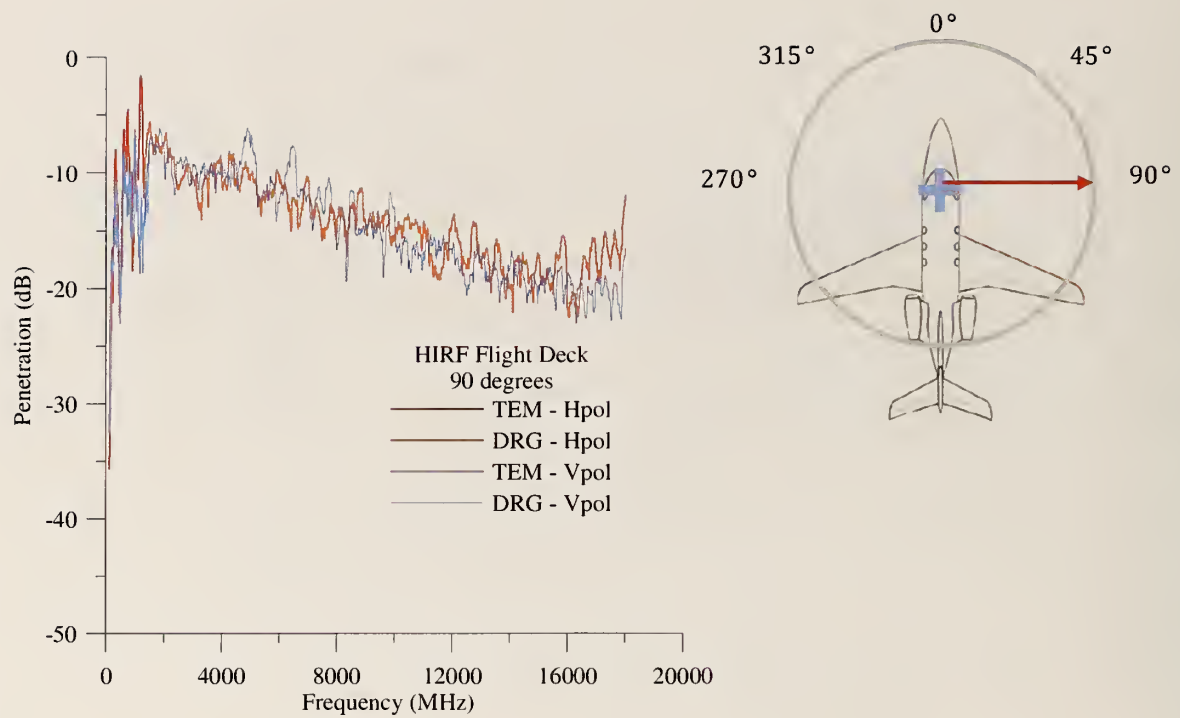 0
-10
-20
-30
-40
-50
Penetration (dB)
0
4000
8000
12000
16000
20000
Frequency (MHz)
HIRF Flight Deck
90 degrees
TEM - Hpol
DRG - Hpol
TEM - Vpol
DRG - Vpol
0°
315°
45°
270°
90°